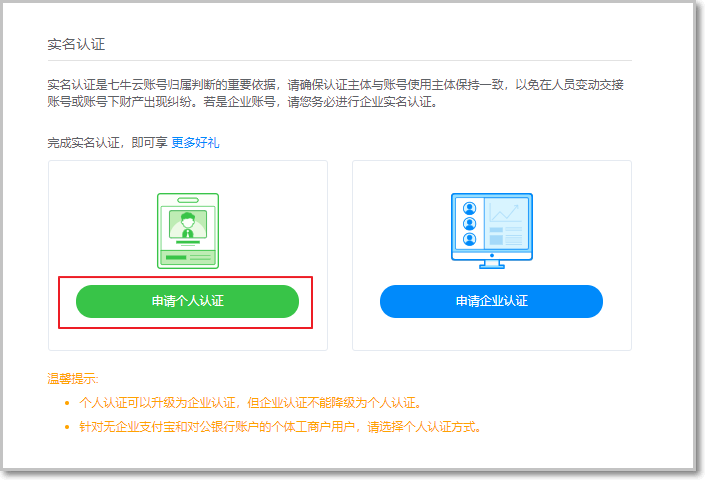 实名认证
实名认证是七牛云账号归属判断的重要依据，请确保认证主体与账号使用主体保持一致，以免在人员变动交接
账号或账号下财产出现纠纷。若是企业账号，请您务必进行企业实名认证。
完成实名认证，即可享 更多好礼
申请个人认证
申请企业认证
温馨提示:
个人认证可以升级为企业认证，但企业认证不能降级为个人认证。
针对无企业支付宝和对公银行账户的个体工商户用户，请选择个人认证方式。